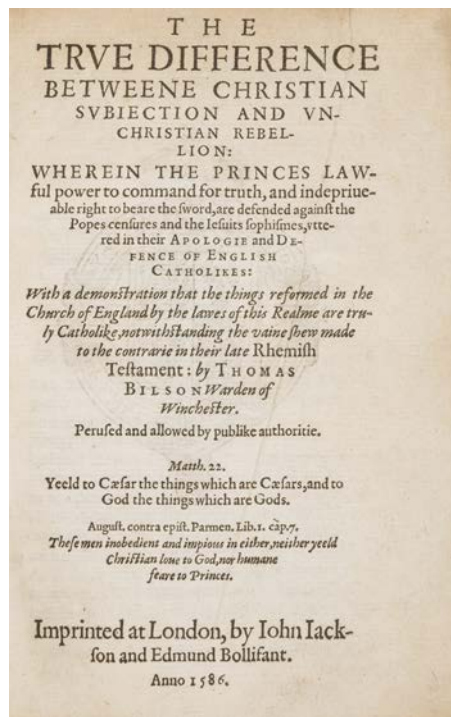 THE
TRVE DIFFERENCE
BETWEENE CHRISTIAN
SVBIECTION AND VN-
CHRISTIAN REBEL-
LION:
WHEREIN THE PRINCES LAW-
ful power to command for truth, and indepriue-
able right to beare the ſword, are defended againſt the
Popes cenſures and the Ieſuits ſophiſmes, vtte-
red in their APOLOGIE and DE-
FENCE OF ENGLISH
CATHOLIKES:
With a demonſtration that the things reformed in the
Church of England by the lawes of this Realme are tru-
ly Catholike, notwithſtanding the vaine ſhew made
to the contrarie in their late Rhemiſh
Teſtament: by THOMAS
BILSON Warden of
Wincheſter.
Peruſed and allowed by publike authoritie.
Matth. 22.
Yeeld to Cæſar the things which are Cæſars, and to
God the things which are Gods.
Auguſt. contra epiſt. Parmen. Lib. 1. càp. 7.
Theſe men inobedient and impious in either, neither yeeld
Chriſtian loue to God, nor humane
feare to Princes.
Imprinted at London, by Iohn Iack-
ſon and Edmund Bollifant.
Anno 1586.